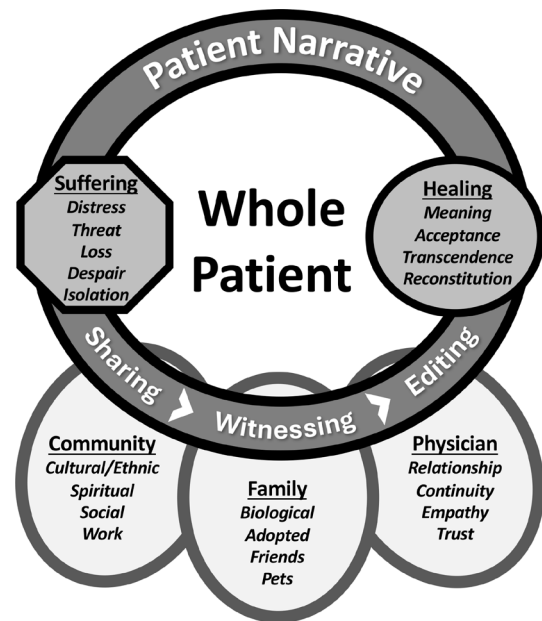 Patient Narrative
Whole
Patient
Suffering
Distress
Threat
Loss
Despair
Isolation
Healing
Meaning
Acceptance
Transcendence
Reconstitution
Sharing
Witnessing
Editing
Community
Cultural/Ethnic
Spiritual
Social
Work
Family
Biological
Adopted
Friends
Pets
Physician
Relationship
Continuity
Empathy
Trust